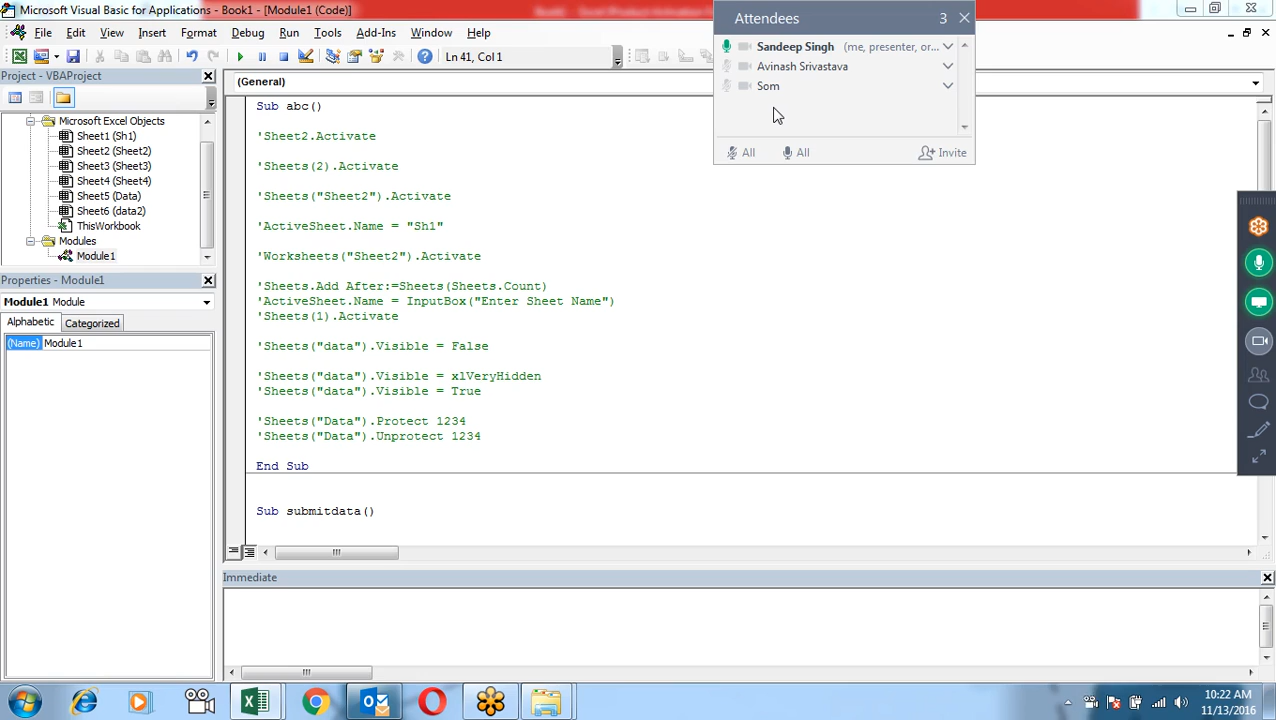 Microsoft Visual Basic for Applications - Book1 - [Module1 (Code)]
File Edit View Insert Format Debug Run Tools Add-Ins Window Help
Ln 41, Col 1
Project - VBAProject
Microsoft Excel Objects
Sheet1 (Sh1)
Sheet2 (Sheet2)
Sheet3 (Sheet3)
Sheet4 (Sheet4)
Sheet5 (Data)
Sheet6 (data2)
ThisWorkbook
Modules
Module1
Properties - Module1
Module1 Module
Alphabetic Categorized
(Name) Module1
(General)
Sub abc()
'Sheet2.Activate
'Sheets(2).Activate
'Sheets("Sheet2").Activate
'ActiveSheet.Name = "Sh1"
'Worksheets("Sheet2").Activate
'Sheets.Add After:=Sheets(Sheets.Count)
'ActiveSheet.Name = InputBox("Enter Sheet Name")
'Sheets(1).Activate
'Sheets("data").Visible = False
'Sheets("data").Visible = xlVeryHidden
'Sheets("data").Visible = True
'Sheets("Data").Protect 1234
'Sheets("Data").Unprotect 1234
End Sub
Sub submitdata()
Immediate
Attendees 3
Sandeep Singh (me, presenter, or...
Avinash Srivastava
Som
All All Invite
10:22 AM
11/13/2016